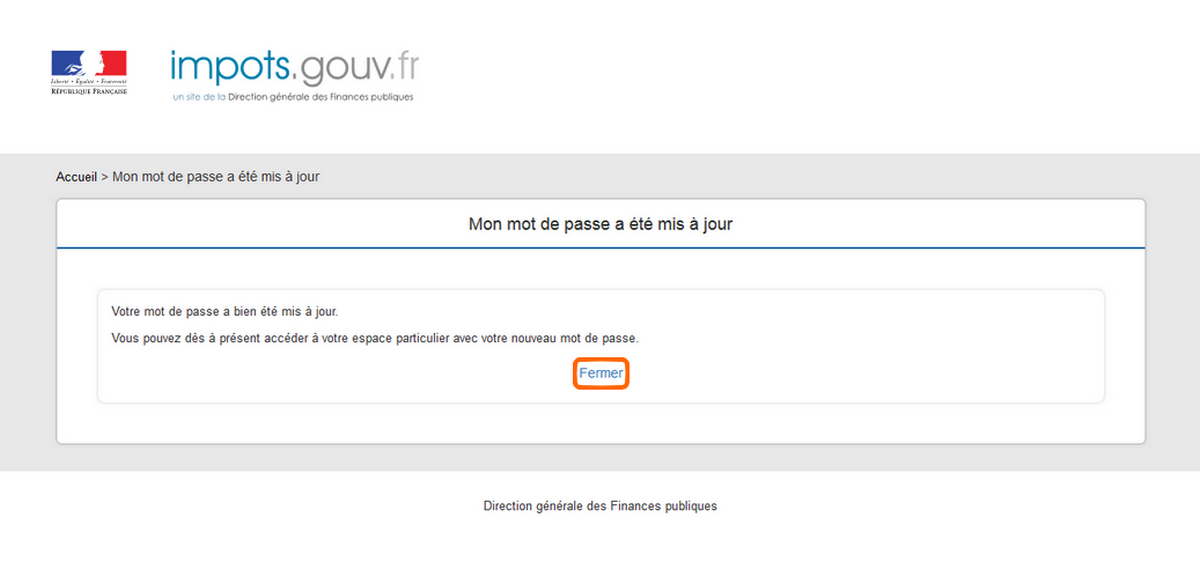 Liberté • Égalité • Fraternité
RÉPUBLIQUE FRANÇAISE
impots.gouv.fr
un site de la Direction générale des Finances publiques
Accueil > Mon mot de passe a été mis à jour
Mon mot de passe a été mis à jour
Votre mot de passe a bien été mis à jour.
Vous pouvez dès à présent accéder à votre espace particulier avec votre nouveau mot de passe.
Fermer
Direction générale des Finances publiques